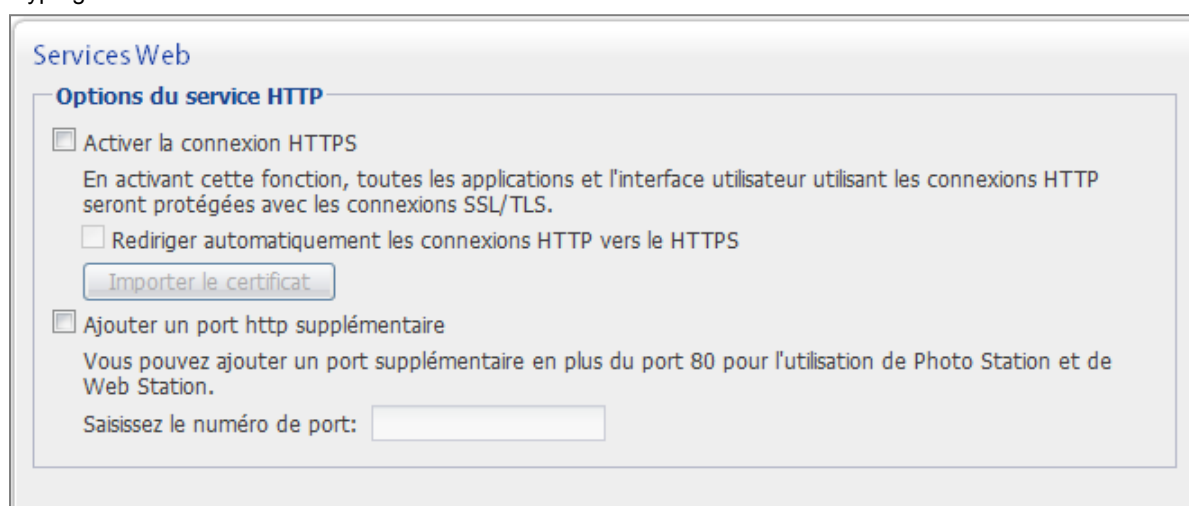 Services Web
Options du service HTTP
Activer la connexion HTTPS
En activant cette fonction, toutes les applications et l'interface utilisateur utilisant les connexions HTTP
seront protégées avec les connexions SSL/TLS.
Rediriger automatiquement les connexions HTTP vers le HTTPS
Importer le certificat
Ajouter un port http supplémentaire
Vous pouvez ajouter un port supplémentaire en plus du port 80 pour l'utilisation de Photo Station et de
Web Station.
Saisissez le numéro de port: